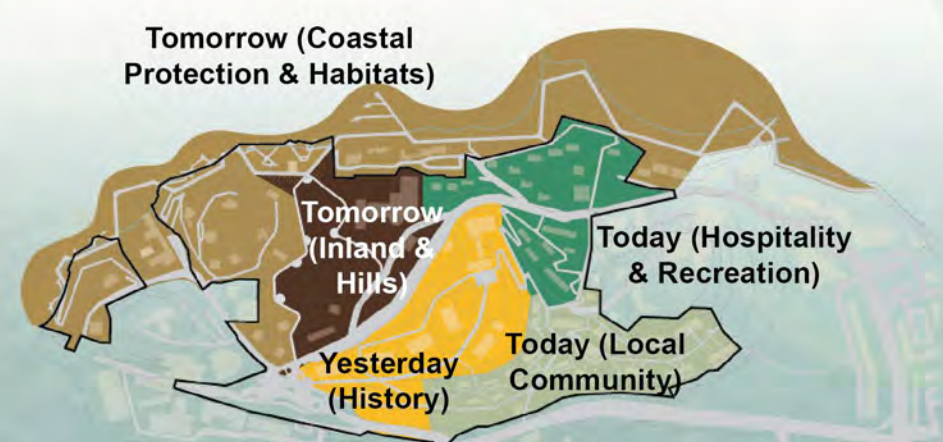 Tomorrow (Coastal
Protection & Habitats)
Tomorrow
(Inland &
Hills)
Today (Hospitality
& Recreation)
Yesterday
(History)
Today (Local
Community)